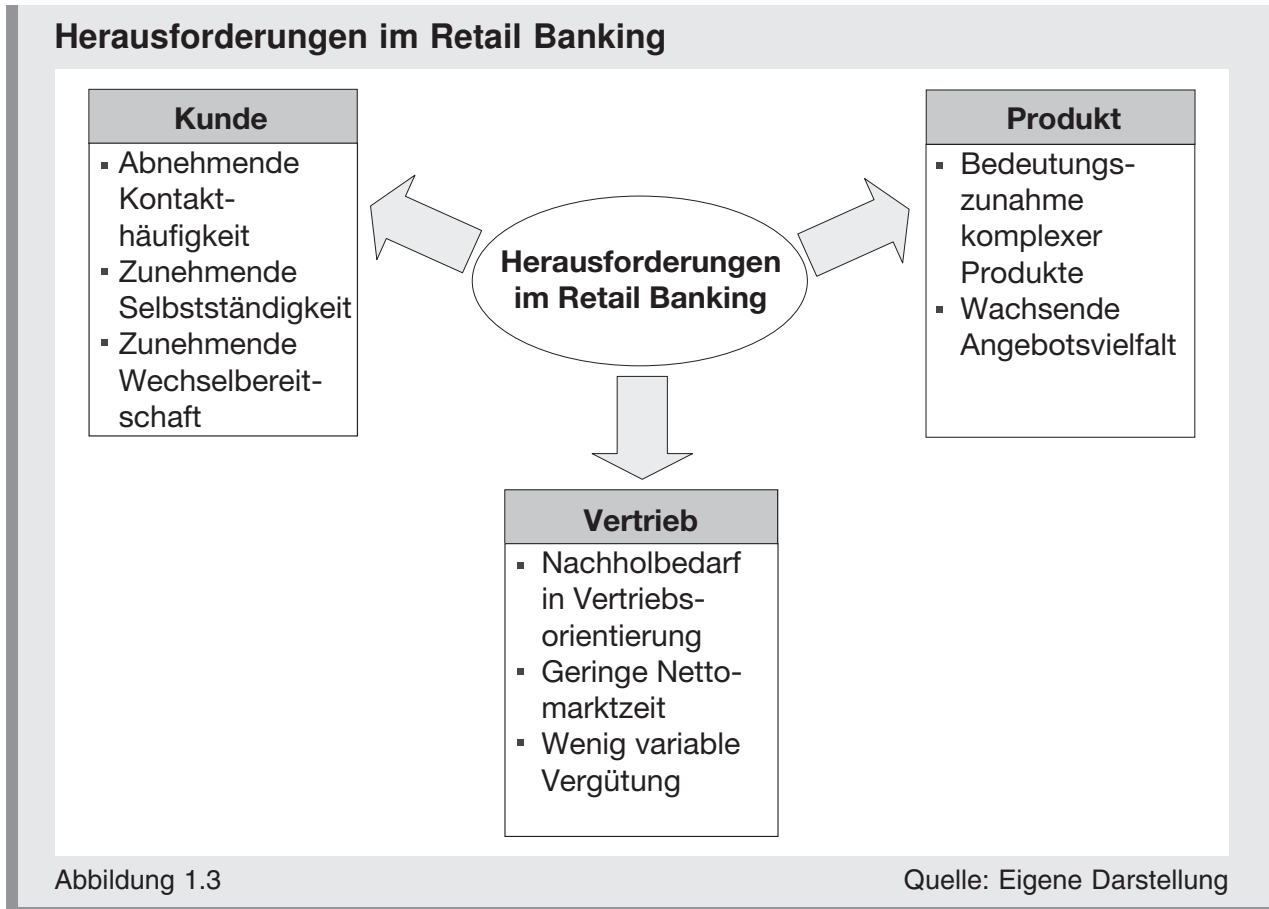 Herausforderungen im Retail Banking
Kunde
▪ Abnehmende
Kontakt-
häufigkeit
▪ Zunehmende
Selbstständigkeit
▪ Zunehmende
Wechselbereit-
schaft
Herausforderungen
im Retail Banking
Produkt
▪ Bedeutungs-
zunahme
komplexer
Produkte
▪ Wachsende
Angebotsvielfalt
Vertrieb
▪ Nachholbedarf
in Vertriebs-
orientierung
▪ Geringe Netto-
marktzeit
▪ Wenig variable
Vergütung
Abbildung 1.3
Quelle: Eigene Darstellung